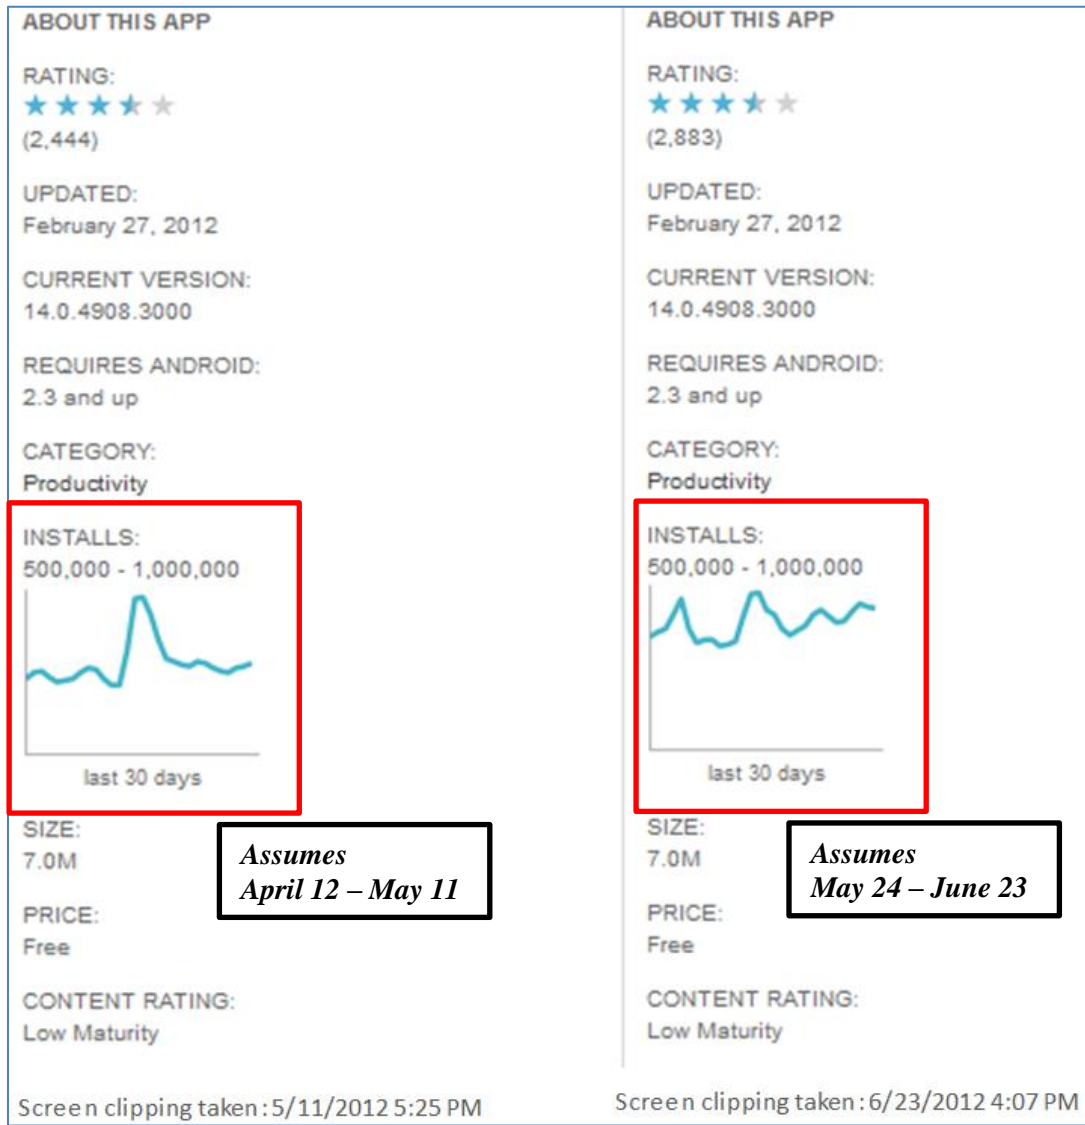 ABOUT THIS APP
RATING:
(2,444)
UPDATED:
February 27, 2012
CURRENT VERSION:
14.0.4908.3000
REQUIRES ANDROID:
2.3 and up
CATEGORY:
Productivity
INSTALLS:
500,000 - 1,000,000
last 30 days
SIZE:
7.0M
Assumes
April 12 – May 11
PRICE:
Free
CONTENT RATING:
Low Maturity
Screen clipping taken: 5/11/2012 5:25 PM
ABOUT THIS APP
RATING:
(2,883)
UPDATED:
February 27, 2012
CURRENT VERSION:
14.0.4908.3000
REQUIRES ANDROID:
2.3 and up
CATEGORY:
Productivity
INSTALLS:
500,000 - 1,000,000
last 30 days
SIZE:
7.0M
Assumes
May 24 – June 23
PRICE:
Free
CONTENT RATING:
Low Maturity
Screen clipping taken: 6/23/2012 4:07 PM